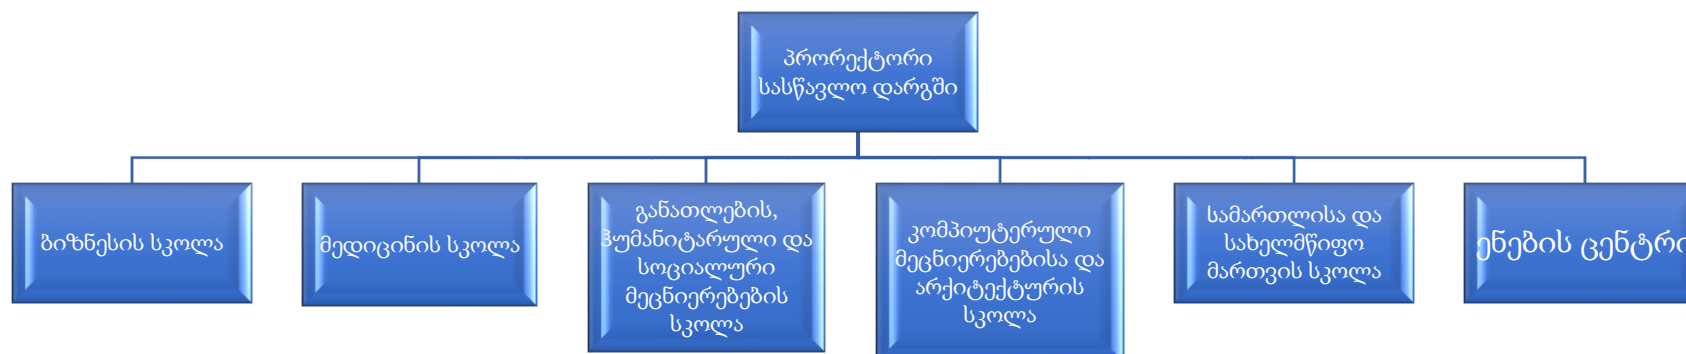 პრორექტორი
სასწავლო დარგში
ბიზნესის სკოლა
მედიცინის სკოლა
განათლების,
ჰუმანიტარული და
სოციალური
მეცნიერებების
სკოლა
კომპიუტერული
მეცნიერებებისა და
არქიტექტურის
სკოლა
სამართლისა და
სახელმწიფო
მართვის სკოლა
ენების ცენტრი